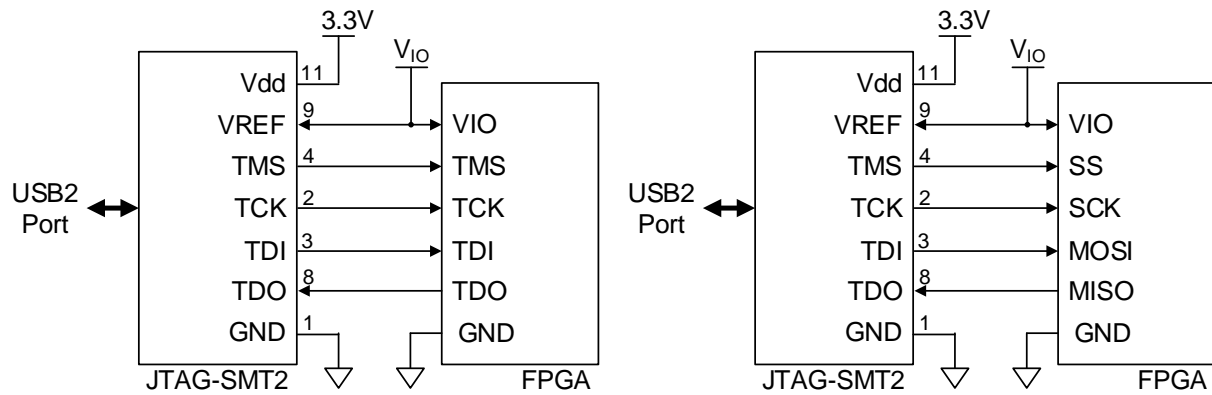 3.3V
VIO
Vdd 11
VREF 9 VIO
TMS 4 TMS
USB2
Port
TCK 2 TCK
TDI 3 TDI
TDO 8 TDO
GND 1 GND
JTAG-SMT2 FPGA
3.3V
VIO
Vdd 11
VREF 9 VIO
TMS 4 SS
USB2
Port
TCK 2 SCK
TDI 3 MOSI
TDO 8 MISO
GND 1 GND
JTAG-SMT2 FPGA